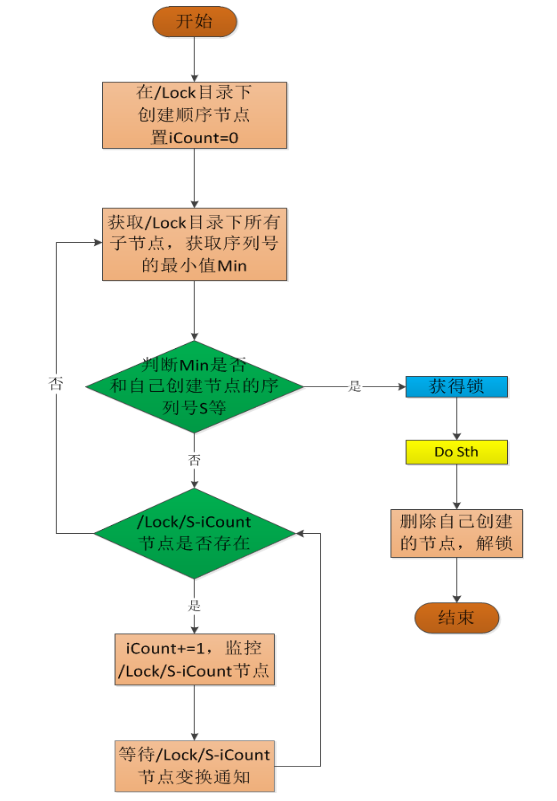 开始
在/Lock目录下
创建顺序节点
置iCount=0
获取/Lock目录下所有
子节点，获取序列号
的最小值Min
判断Min是否
和自己创建节点的序
列号S等
是
获得锁
否
否
Do Sth
/Lock/S-iCount
节点是否存在
删除自己创建
的节点，解锁
是
结束
iCount+=1，监控
/Lock/S-iCount节点
等待/Lock/S-iCount
节点变换通知